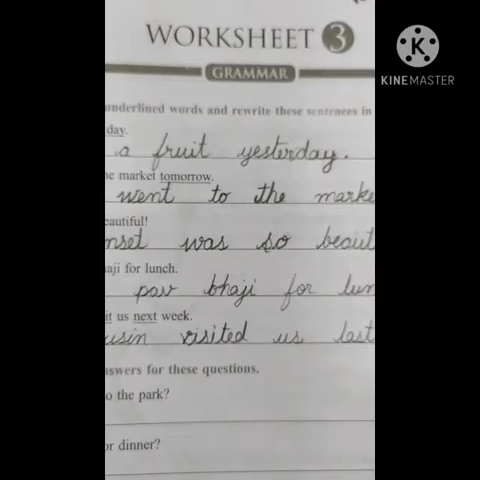 WORKSHEET 3
KINEMASTER
GRAMMAR
underlined words and rewrite these sentences in
day.
a fruit yesterday.
he market tomorrow.
went to the marke
eautiful!
nset was so beaut
aji for lunch.
pav bhaji for lun
it us next week.
usin visited us last
nswers for these questions.
o the park?
or dinner?